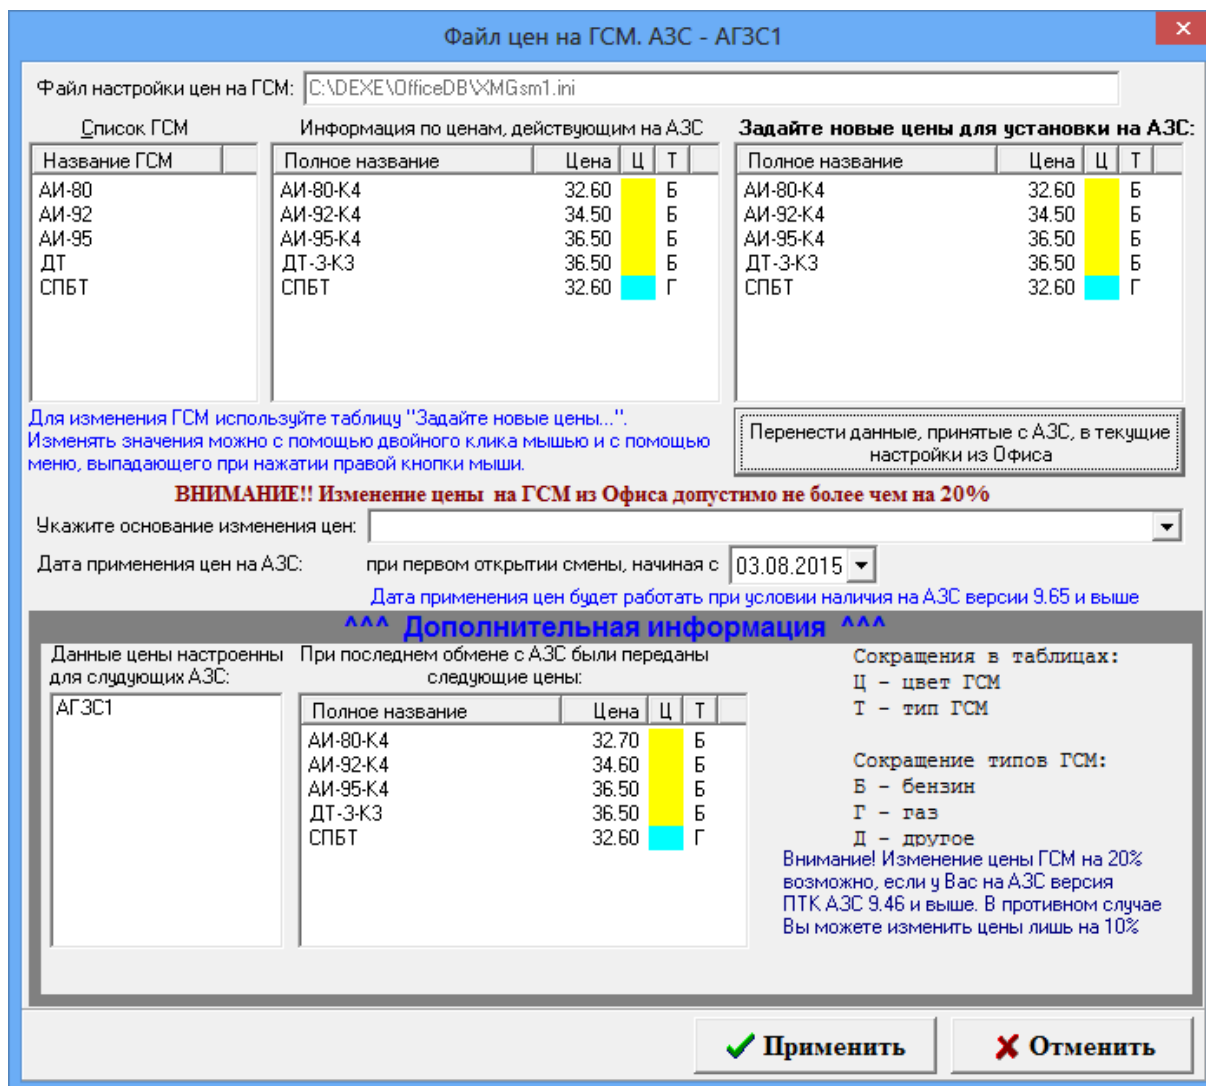 Файл цен на ГСМ. АЗС - АГЗС1
Файл настройки цен на ГСМ: C:\DEXE\OfficeDB\XMGsm1.ini
Список ГСМ
Название ГСМ
АИ-80
АИ-92
АИ-95
ДТ
СПБТ
Информация по ценам, действующим на АЗС
Полное название Цена Ц Т
АИ-80-К4 32.60 Б
АИ-92-К4 34.50 Б
АИ-95-К4 36.50 Б
ДТ-З-К3 36.50 Б
СПБТ 32.60 Г
Задайте новые цены для установки на АЗС:
Полное название Цена Ц Т
АИ-80-К4 32.60 Б
АИ-92-К4 34.50 Б
АИ-95-К4 36.50 Б
ДТ-З-К3 36.50 Б
СПБТ 32.60 Г
Для изменения ГСМ используйте таблицу "Задайте новые цены...".
Изменять значения можно с помощью двойного клика мышью и с помощью
меню, выпадающего при нажатии правой кнопки мыши.
Перенести данные, принятые с АЗС, в текущие
настройки из Офиса
ВНИМАНИЕ!! Изменение цены на ГСМ из Офиса допустимо не более чем на 20%
Укажите основание изменения цен:
Дата применения цен на АЗС: при первом открытии смены, начиная с 03.08.2015
Дата применения цен будет работать при условии наличия на АЗС версии 9.65 и выше
^^^ Дополнительная информация ^^^
Данные цены настроенны
для слудующих АЗС:
АГЗС1
При последнем обмене с АЗС были переданы
следующие цены:
Полное название Цена Ц Т
АИ-80-К4 32.70 Б
АИ-92-К4 34.60 Б
АИ-95-К4 36.50 Б
ДТ-З-К3 36.50 Б
СПБТ 32.60 Г
Сокращения в таблицах:
Ц - цвет ГСМ
Т - тип ГСМ
Сокращение типов ГСМ:
Б - бензин
Г - газ
Д - другое
Внимание! Изменение цены ГСМ на 20%
возможно, если у Вас на АЗС версия
ПТК АЗС 9.46 и выше. В противном случае
Вы можете изменить цены лишь на 10%
Применить
Отменить